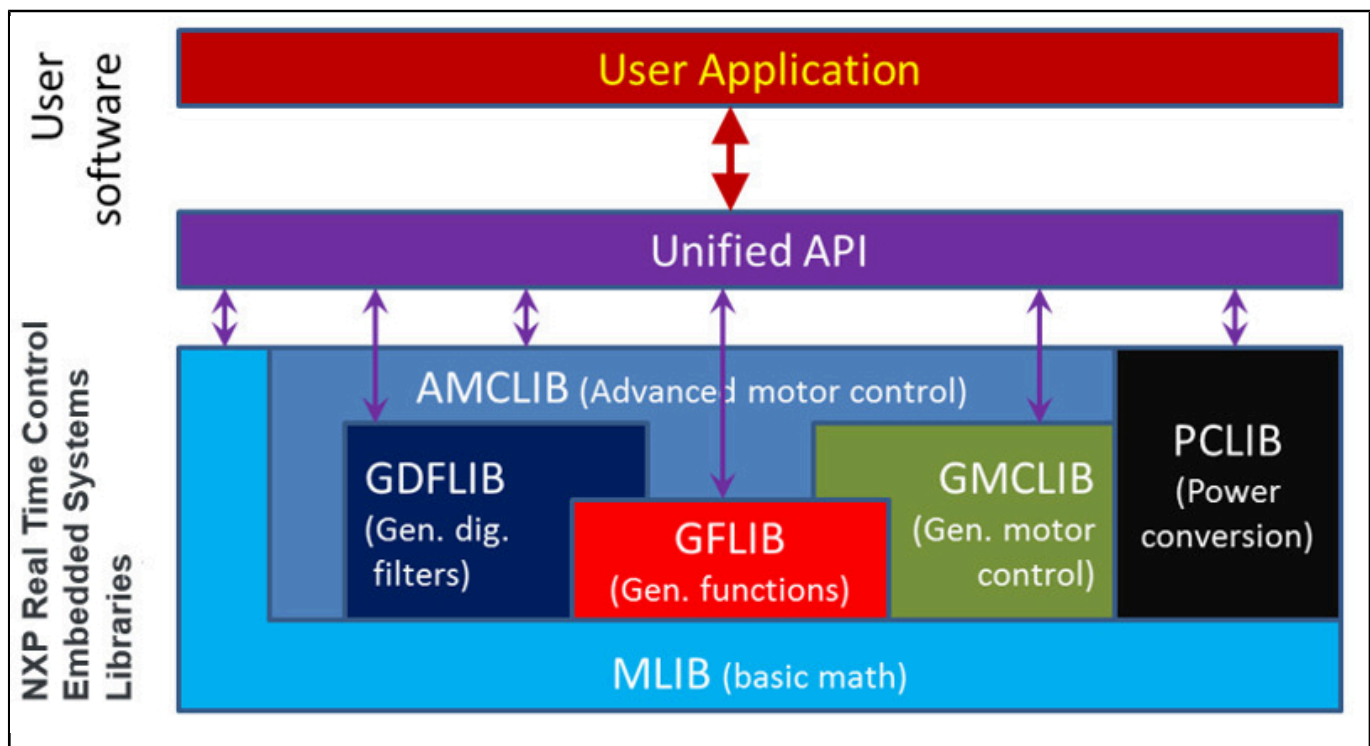 User
software
User Application
Unified API
NXP Real Time Control
Embedded Systems
Libraries
AMCLIB (Advanced motor control)
GDFLIB
(Gen. dig.
filters)
GFLIB
(Gen. functions)
GMCLIB
(Gen. motor
control)
PCLIB
(Power
conversion)
MLIB (basic math)